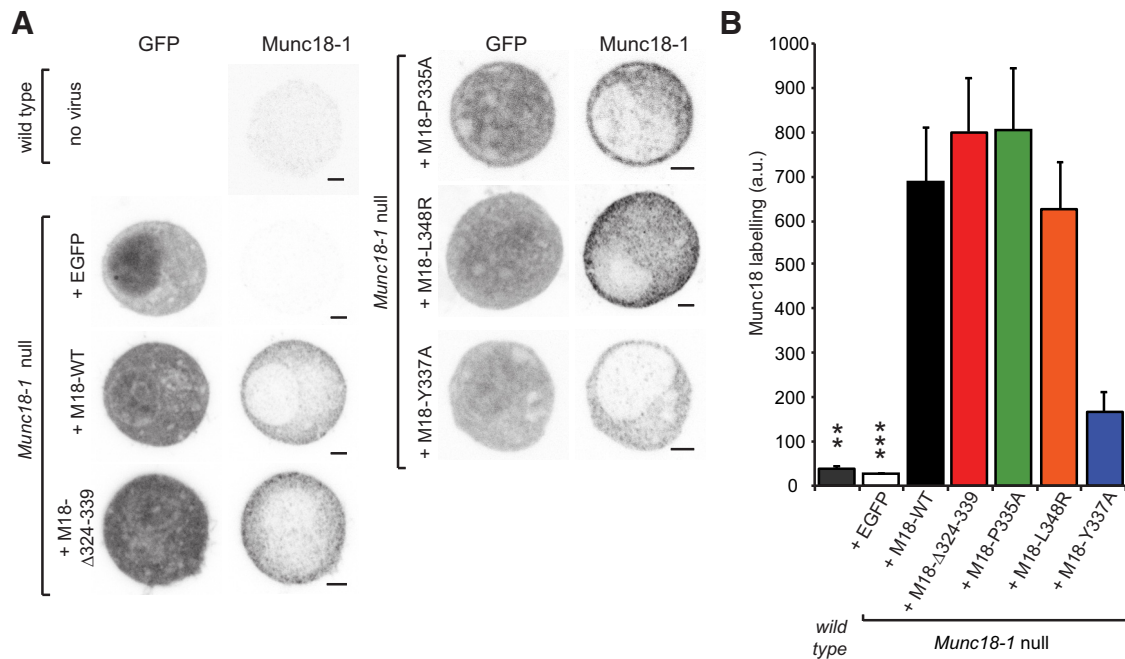 A
GFP
Munc18-1
wild type
no virus
Munc18-1 null
+ EGFP
+ M18-WT
+ M18-
Δ324-339
GFP
Munc18-1
Munc18-1 null
+ M18-P335A
+ M18-L348R
+ M18-Y337A
B
Munc18 labelling (a.u.)
1000
900
800
700
600
500
400
300
200
100
0
**
***
+ EGFP
+ M18-WT
+ M18-Δ324-339
+ M18-P335A
+ M18-L348R
+ M18-Y337A
wild
type
Munc18-1 null